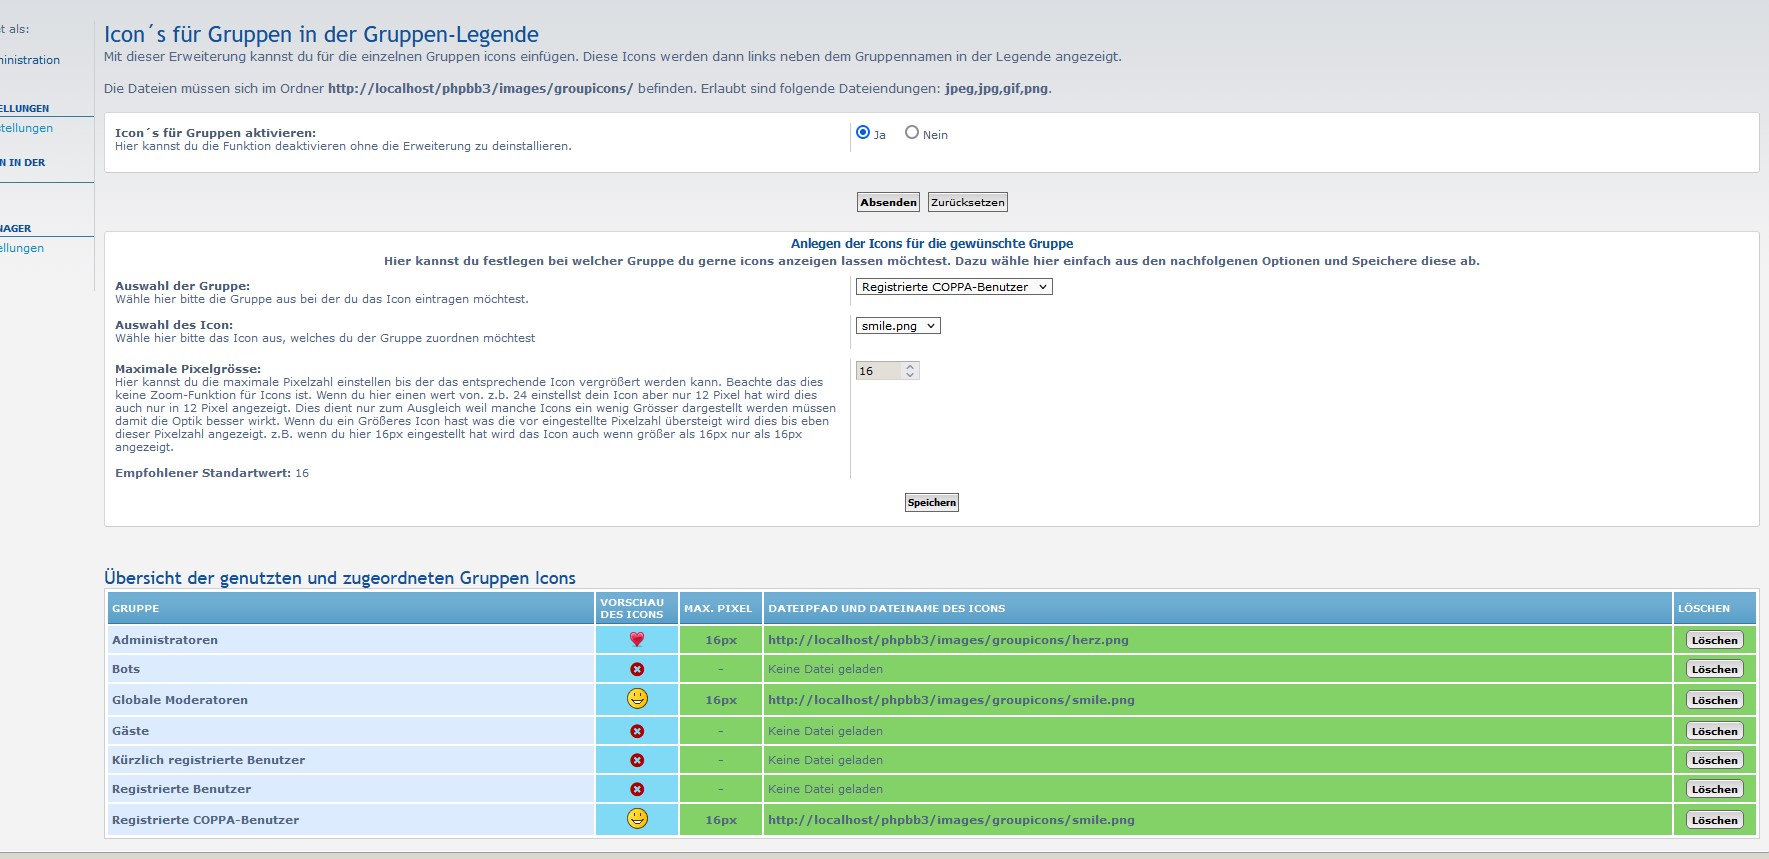 t als:
ninistration
ELLUNGEN
stellungen
N IN DER
NAGER
ellungen
Icon´s für Gruppen in der Gruppen-Legende
Mit dieser Erweiterung kannst du für die einzelnen Gruppen icons einfügen. Diese Icons werden dann links neben dem Gruppennamen in der Legende angezeigt.
Die Dateien müssen sich im Ordner http://localhost/phpbb3/images/groupicons/ befinden. Erlaubt sind folgende Dateiendungen: jpeg,jpg,gif,png.
Icon´s für Gruppen aktivieren:
Hier kannst du die Funktion deaktivieren ohne die Erweiterung zu deinstallieren.
Ja Nein
Absenden Zurücksetzen
Anlegen der Icons für die gewünschte Gruppe
Hier kannst du festlegen bei welcher Gruppe du gerne icons anzeigen lassen möchtest. Dazu wähle hier einfach aus den nachfolgenen Optionen und Speichere diese ab.
Auswahl der Gruppe:
Wähle hier bitte die Gruppe aus bei der du das Icon eintragen möchtest.
Registrierte COPPA-Benutzer
Auswahl des Icon:
Wähle hier bitte das Icon aus, welches du der Gruppe zuordnen möchtest
smile.png
Maximale Pixelgrösse:
Hier kannst du die maximale Pixelzahl einstellen bis der das entsprechende Icon vergrößert werden kann. Beachte das dies
keine Zoom-Funktion für Icons ist. Wenn du hier einen wert von. z.b. 24 einstellst dein Icon aber nur 12 Pixel hat wird dies
auch nur in 12 Pixel angezeigt. Dies dient nur zum Ausgleich weil manche Icons ein wenig Grösser dargestellt werden müssen
damit die Optik besser wirkt. Wenn du ein Größeres Icon hast was die vor eingestellte Pixelzahl übersteigt wird dies bis eben
dieser Pixelzahl angezeigt. z.B. wenn du hier 16px eingestellt hat wird das Icon auch wenn größer als 16px nur als 16px
angezeigt.
Empfohlener Standartwert: 16
16
Speichern
Übersicht der genutzten und zugeordneten Gruppen Icons
GRUPPE VORSCHAU DES ICONS MAX. PIXEL DATEIPFAD UND DATEINAME DES ICONS LÖSCHEN
Administratoren 16px http://localhost/phpbb3/images/groupicons/herz.png Löschen
Bots - Keine Datei geladen Löschen
Globale Moderatoren 16px http://localhost/phpbb3/images/groupicons/smile.png Löschen
Gäste - Keine Datei geladen Löschen
Kürzlich registrierte Benutzer - Keine Datei geladen Löschen
Registrierte Benutzer - Keine Datei geladen Löschen
Registrierte COPPA-Benutzer 16px http://localhost/phpbb3/images/groupicons/smile.png Löschen